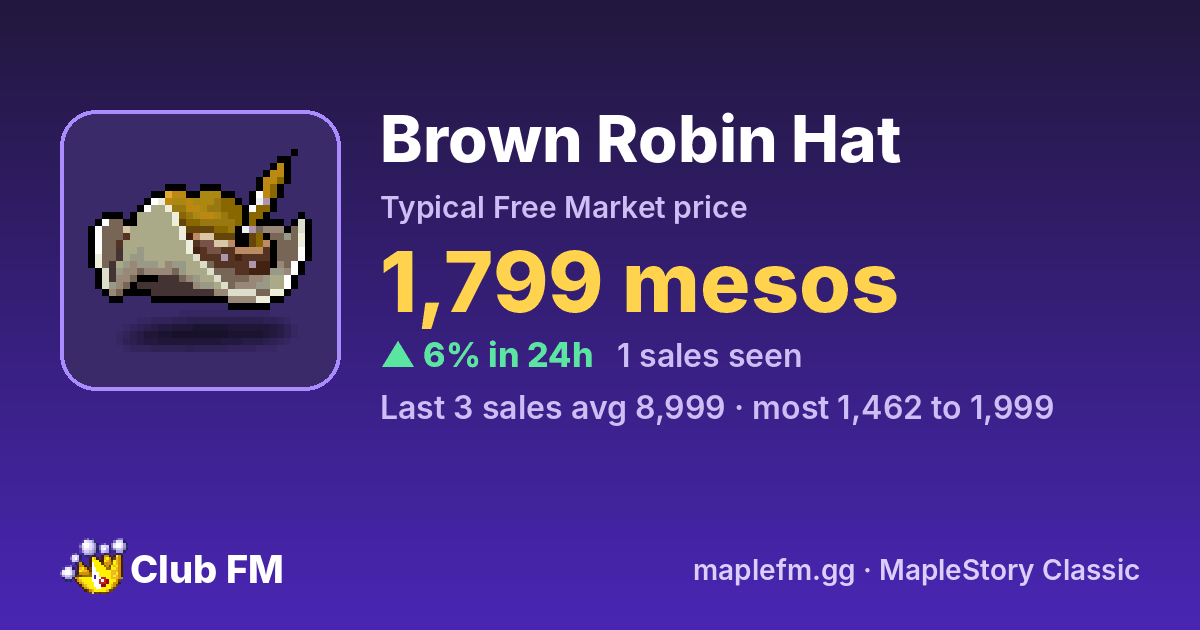 Brown Robin Hat
Typical Free Market price
1,799 mesos
▲ 6% in 24h 1 sales seen
Last 3 sales avg 8,999 · most 1,462 to 1,999
Club FM
maplefm.gg · MapleStory Classic